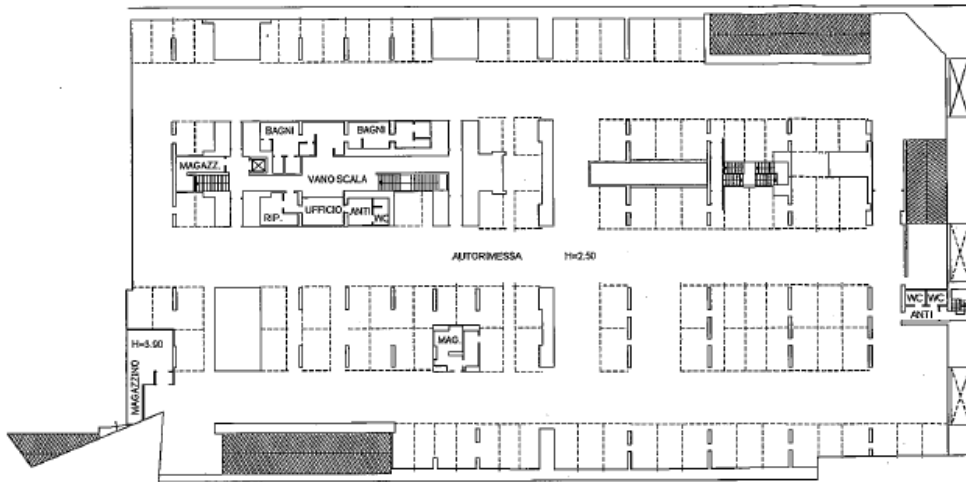 BAGNI
BAGNI
MAGAZZ.
VANO SCALA
RIP.
UFFICIO
ANTI
WC
AUTORIMESSA H=2.50
WC WC
ANTI
H=3.90
MAG.
MAGAZZINO